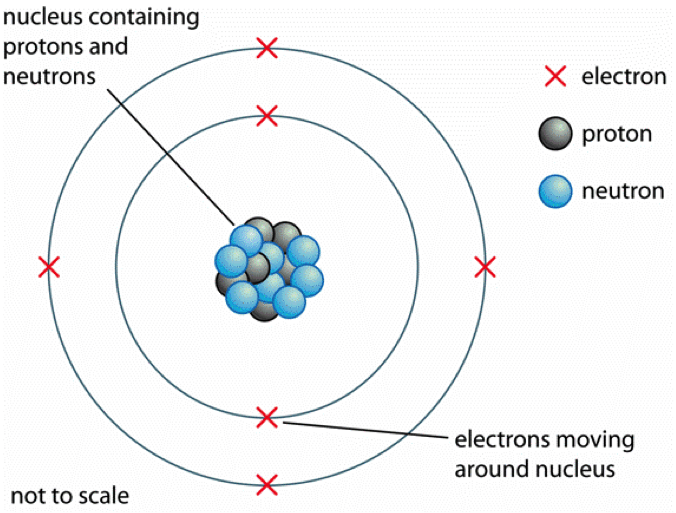 nucleus containing
protons and
neutrons
electron
proton
neutron
electrons moving
around nucleus
not to scale